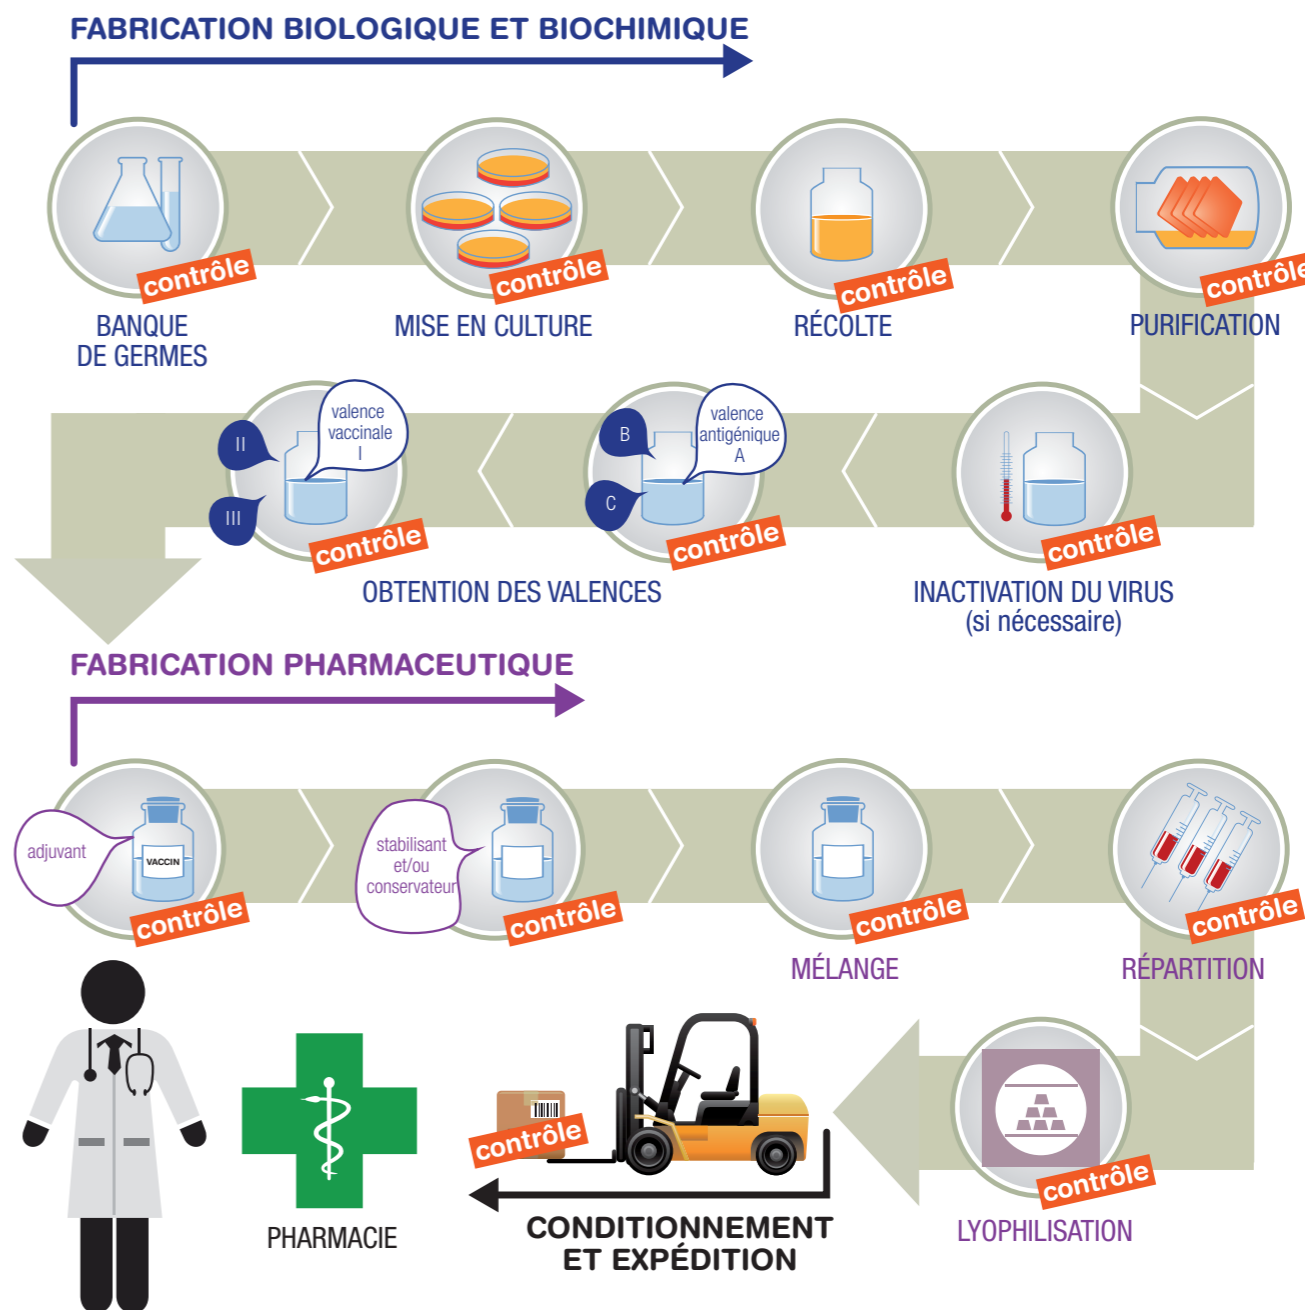 FABRICATION BIOLOGIQUE ET BIOCHIMIQUE
contrôle
contrôle
contrôle
contrôle
BANQUE
DE GERMES
MISE EN CULTURE
RÉCOLTE
PURIFICATION
II
III
valence
vaccinale
I
contrôle
B
C
valence
antigénique
A
contrôle
contrôle
OBTENTION DES VALENCES
INACTIVATION DU VIRUS
(si nécessaire)
FABRICATION PHARMACEUTIQUE
adjuvant
VACCIN
contrôle
stabilisant
et/ou
conservateur
contrôle
contrôle
contrôle
MÉLANGE
RÉPARTITION
contrôle
LYOPHILISATION
contrôle
CONDITIONNEMENT
ET EXPÉDITION
PHARMACIE